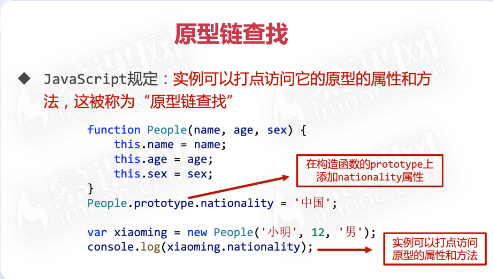 原型链查找
◆ JavaScript规定：实例可以打点访问它的原型的属性和方
法，这被称为“原型链查找”
function People(name, age, sex) {
    this.name = name;
    this.age = age;
    this.sex = sex;
}
People.prototype.nationality = '中国';
在构造函数的prototype上
添加nationality属性
var xiaoming = new People('小明', 12, '男');
console.log(xiaoming.nationality);
实例可以打点访问
原型的属性和方法